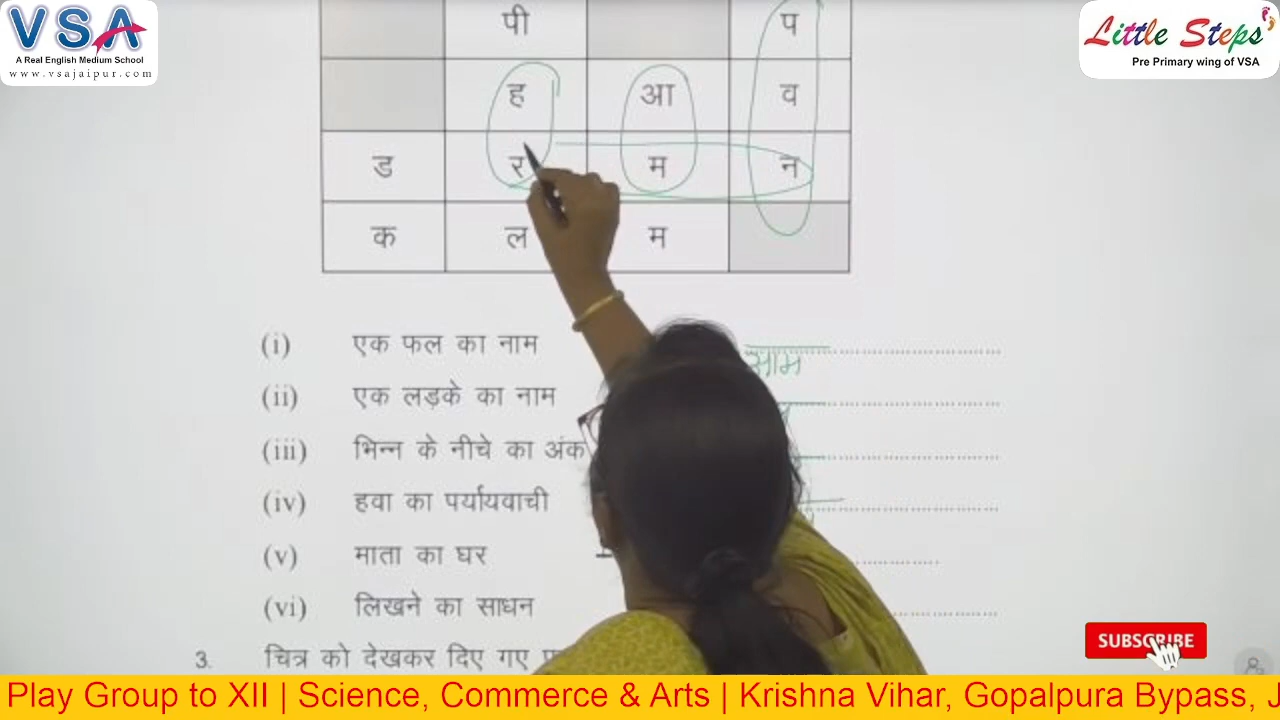 VSA
A Real English Medium School
www.vsajaipur.com
Little Steps
Pre Primary wing of VSA
पी प
ह आ व
ड र म न
क ल म
(i) एक फल का नाम आम
(ii) एक लड़के का नाम
(iii) भिन्न के नीचे का अंक
(iv) हवा का पर्यायवाची
(v) माता का घर
(vi) लिखने का साधन
3. चित्र को देखकर दिए गए
SUBSCRIBE
Play Group to XII | Science, Commerce & Arts | Krishna Vihar, Gopalpura Bypass, J